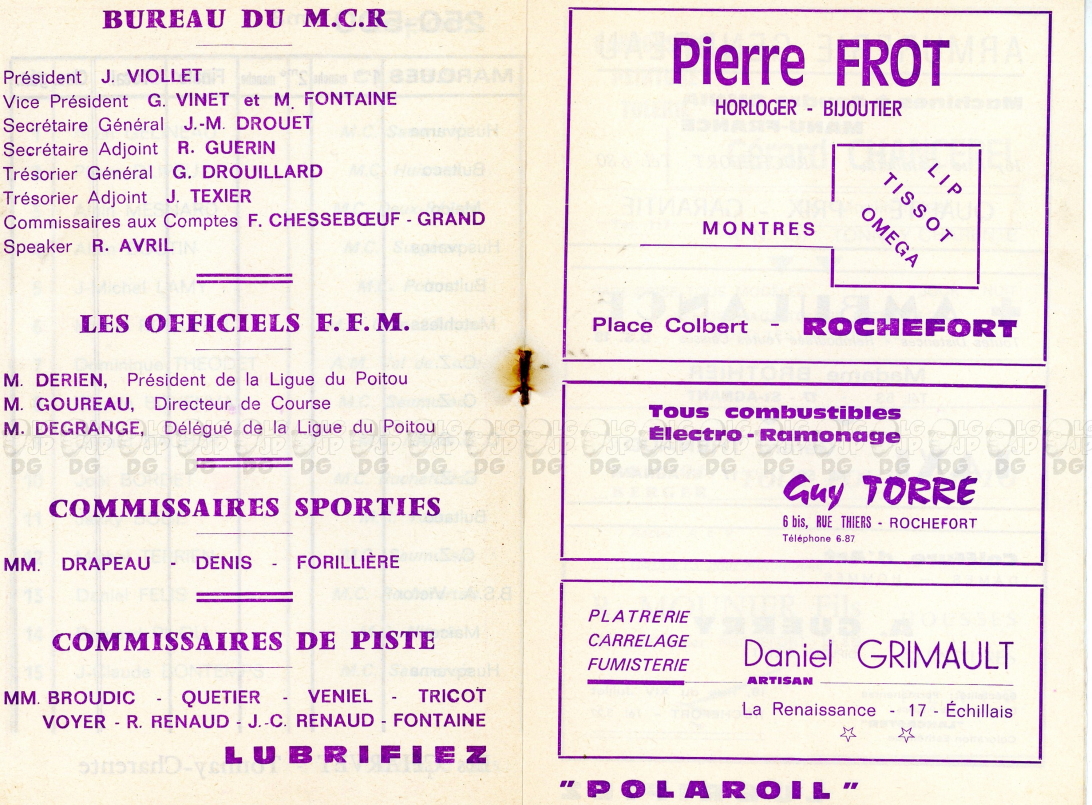 BUREAU DU M.C.R
Président J. VIOLLET
Vice Président G. VINET et M. FONTAINE
Secrétaire Général J.-M. DROUET
Secrétaire Adjoint R. GUERIN
Trésorier Général G. DROUILLARD
Trésorier Adjoint J. TEXIER
Commissaires aux Comptes F. CHESSEBŒUF - GRAND
Speaker R. AVRIL
LES OFFICIELS F. F. M.
M. DERIEN, Président de la Ligue du Poitou
M. GOUREAU, Directeur de Course
M. DEGRANGE, Délégué de la Ligue du Poitou
COMMISSAIRES SPORTIFS
MM. DRAPEAU - DENIS - FORILLIÈRE
COMMISSAIRES DE PISTE
MM. BROUDIC - QUETIER - VENIEL - TRICOT
VOYER - R. RENAUD - J.-C. RENAUD - FONTAINE
LUBRIFIEZ
Pierre FROT
HORLOGER - BIJOUTIER
MONTRES
LIP
TISSOT
OMEGA
Place Colbert - ROCHEFORT
Tous combustibles
Électro-Ramonage
Guy TORRE
6 bis, RUE THIERS - ROCHEFORT
Téléphone 6.87
PLATRERIE
CARRELAGE
FUMISTERIE
Daniel GRIMAULT
ARTISAN
La Renaissance - 17 - Échillais
"POLAROIL"